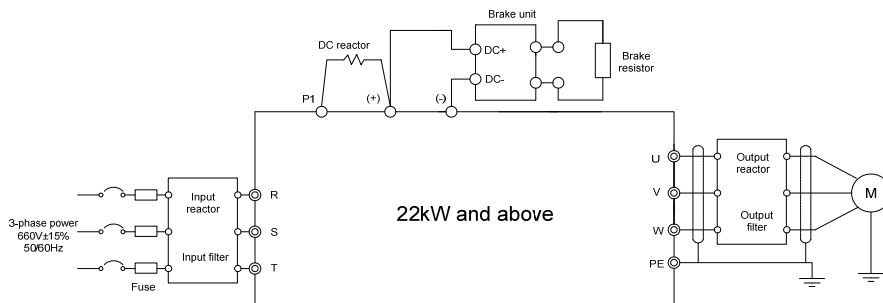 Brake unit
DC reactor
DC+
DC-
Brake
resistor
P1
(+)
(-)
3-phase power
660V±15%
50/60Hz
Fuse
Input
reactor
Input filter
R
S
T
22kW and above
U
V
W
PE
Output
reactor
Output
filter
M